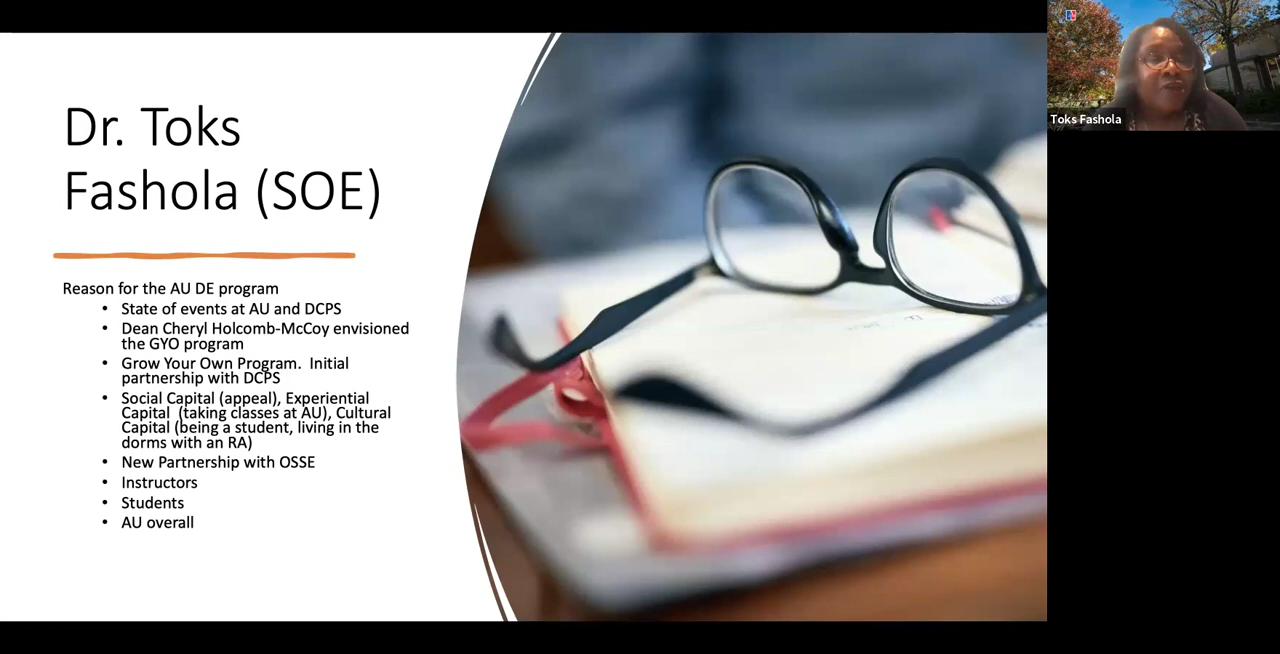 Dr. Toks
Fashola (SOE)
Reason for the AU DE program
• State of events at AU and DCPS
• Dean Cheryl Holcomb-McCoy envisioned
the GYO program
• Grow Your Own Program.  Initial
partnership with DCPS
• Social Capital (appeal), Experiential
Capital  (taking classes at AU), Cultural
Capital (being a student, living in the
dorms with an RA)
• New Partnership with OSSE
• Instructors
• Students
• AU overall
Toks Fashola